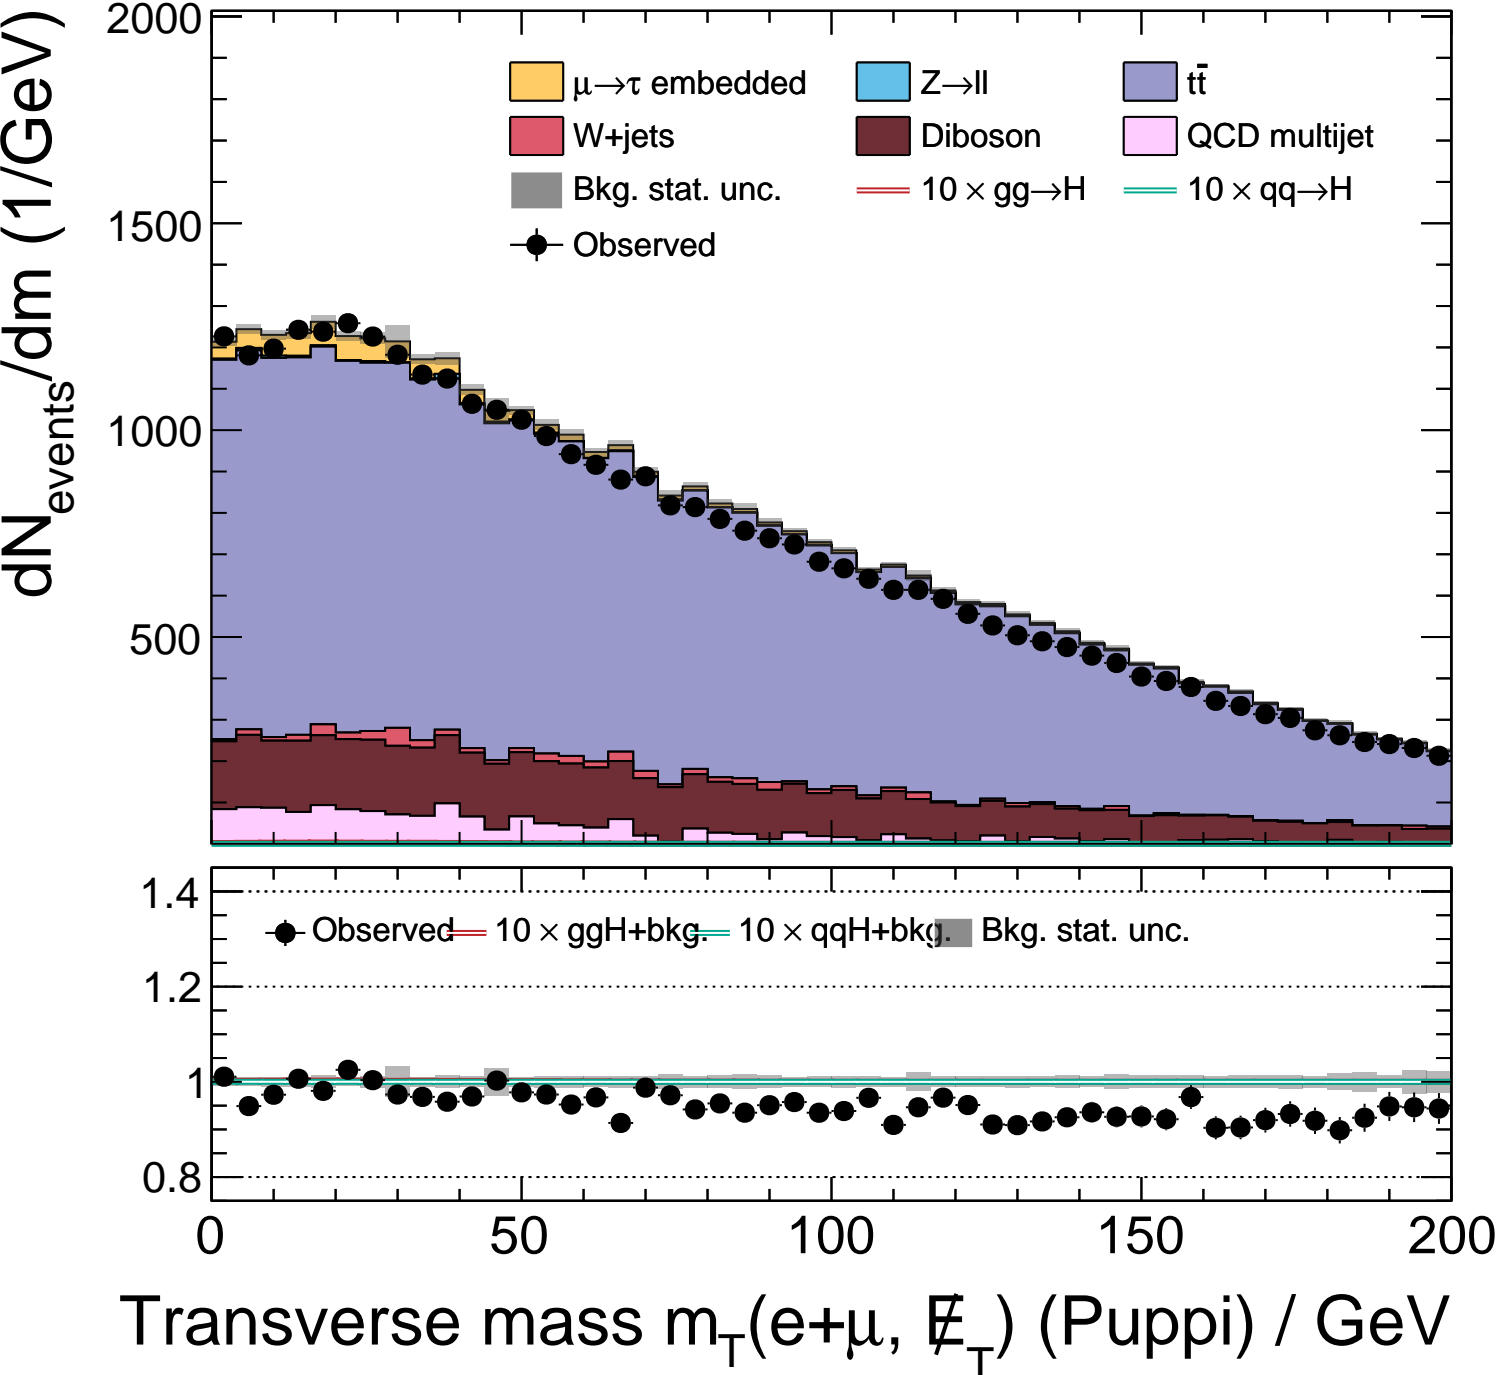 2000
1500
1000
500
dN_events/dm (1/GeV)
μ→τ embedded
Z→ll
tt̄
W+jets
Diboson
QCD multijet
Bkg. stat. unc.
10 × gg→H
10 × qq→H
Observed
1.4
1.2
1
0.8
Observed
10 × ggH+bkg.
10 × qqH+bkg.
Bkg. stat. unc.
0 50 100 150 200
Transverse mass m_T(e+μ, E̸_T) (Puppi) / GeV